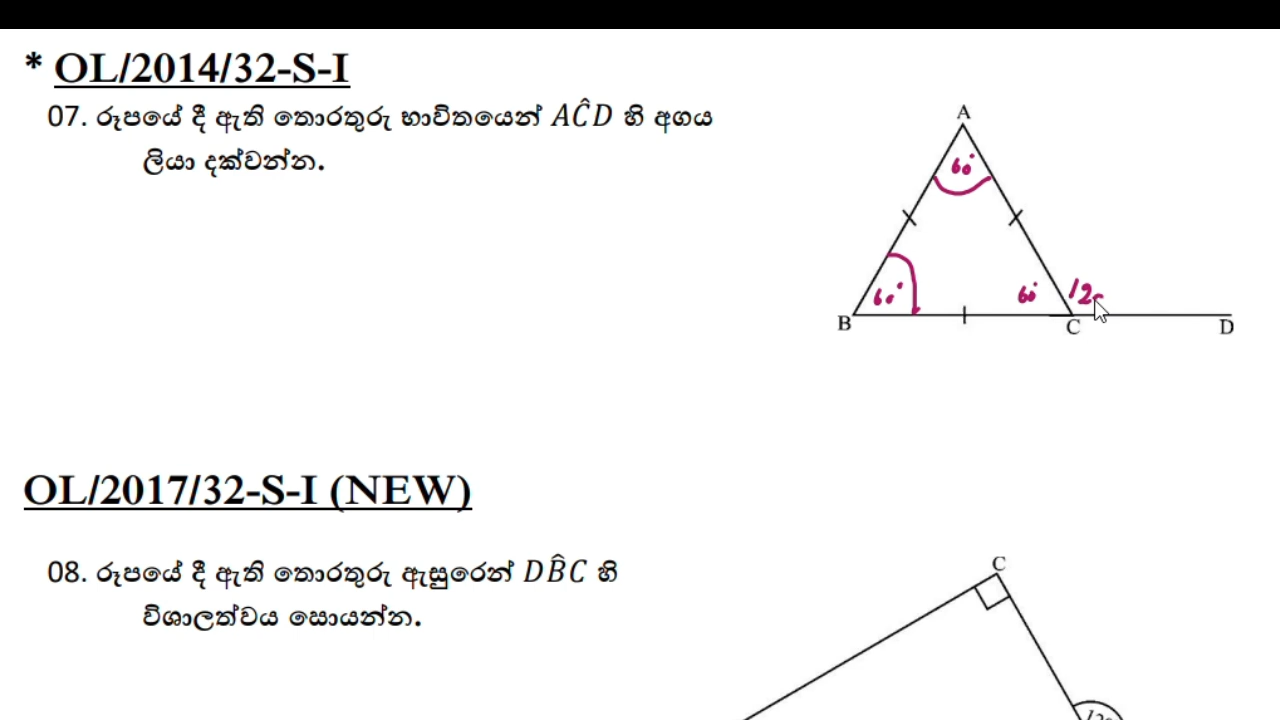 * OL/2014/32-S-I
07. රූපයේ දී ඇති තොරතුරු භාවිතයෙන් AĈD හි අගය
ලියා දක්වන්න.
A
60°
60°
60°
B
C
D
OL/2017/32-S-I (NEW)
08. රූපයේ දී ඇති තොරතුරු ඇසුරෙන් DB̂C හි
විශාලත්වය සොයන්න.
C